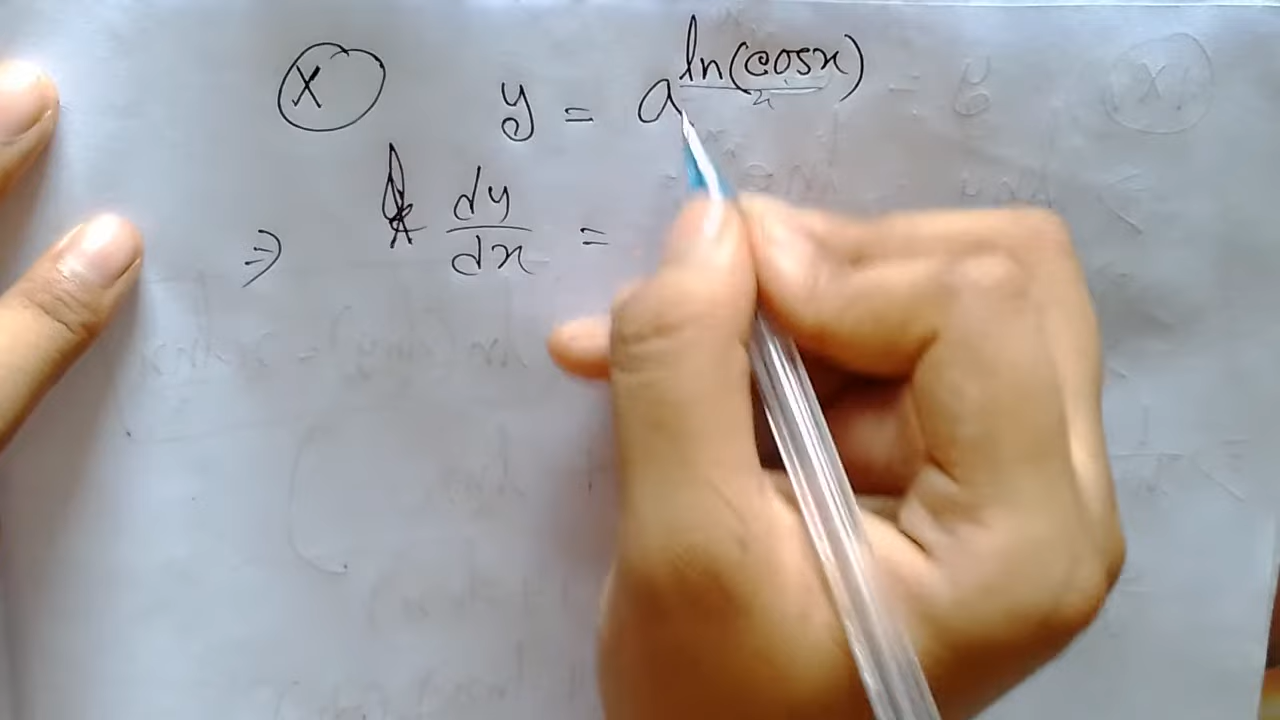 X y = a^ln(cosx)
⇒ dy/dx =